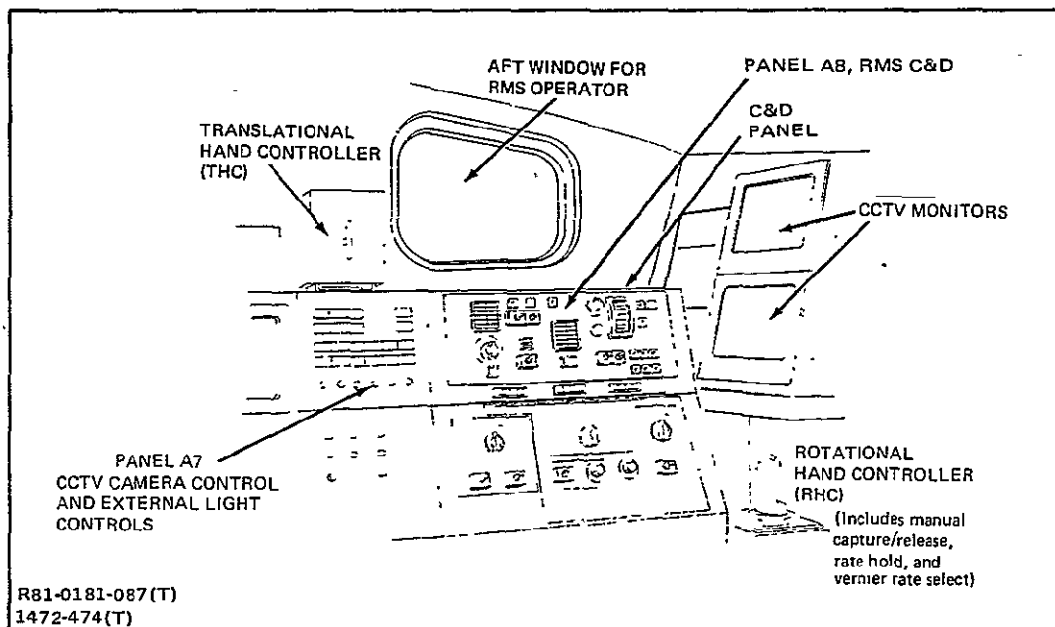 AFT WINDOW FOR
RMS OPERATOR
PANEL A8, RMS C&D
C&D
PANEL
TRANSLATIONAL
HAND CONTROLLER
(THC)
CCTV MONITORS
PANEL A7
CCTV CAMERA CONTROL
AND EXTERNAL LIGHT
CONTROLS
ROTATIONAL
HAND CONTROLLER
(RHC)
(Includes manual
capture/release,
rate hold, and
vernier rate select)
R81-0181-087(T)
1472-474(T)